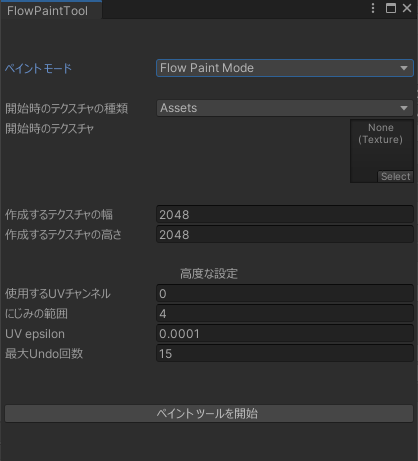 FlowPaintTool
ペイントモード Flow Paint Mode
開始時のテクスチャの種類 Assets
開始時のテクスチャ None
(Texture)
Select
作成するテクスチャの幅 2048
作成するテクスチャの高さ 2048
高度な設定
使用するUVチャンネル 0
にじみの範囲 4
UV epsilon 0.0001
最大Undo回数 15
ペイントツールを開始